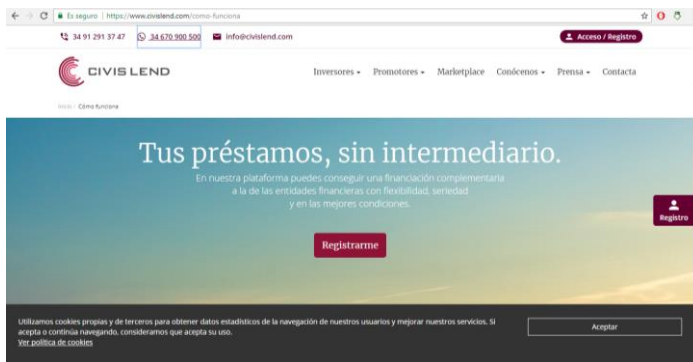 Es seguro | https://www.civislend.com/como-funciona
34 91 291 37 47 34 670 900 500 info@civislend.com Acceso / Registro
CIVISLEND Inversores Promotores Marketplace Conócenos Prensa Contacta
Inicio / Cómo funciona
Tus préstamos, sin intermediario.
En nuestra plataforma puedes conseguir una financiación complementaria
a la de las entidades financieras con flexibilidad, seriedad
y en las mejores condiciones.
Registro
Registrarme
Utilizamos cookies propias y de terceros para obtener datos estadísticos de la navegación de nuestros usuarios y mejorar nuestros servicios. Si
acepta o continúa navegando, consideramos que acepta su uso.
Ver política de cookies
Aceptar